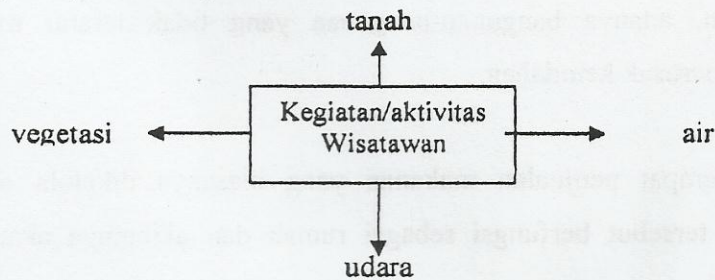 tanah
Kegiatan/aktivitas
Wisatawan
vegetasi
air
udara